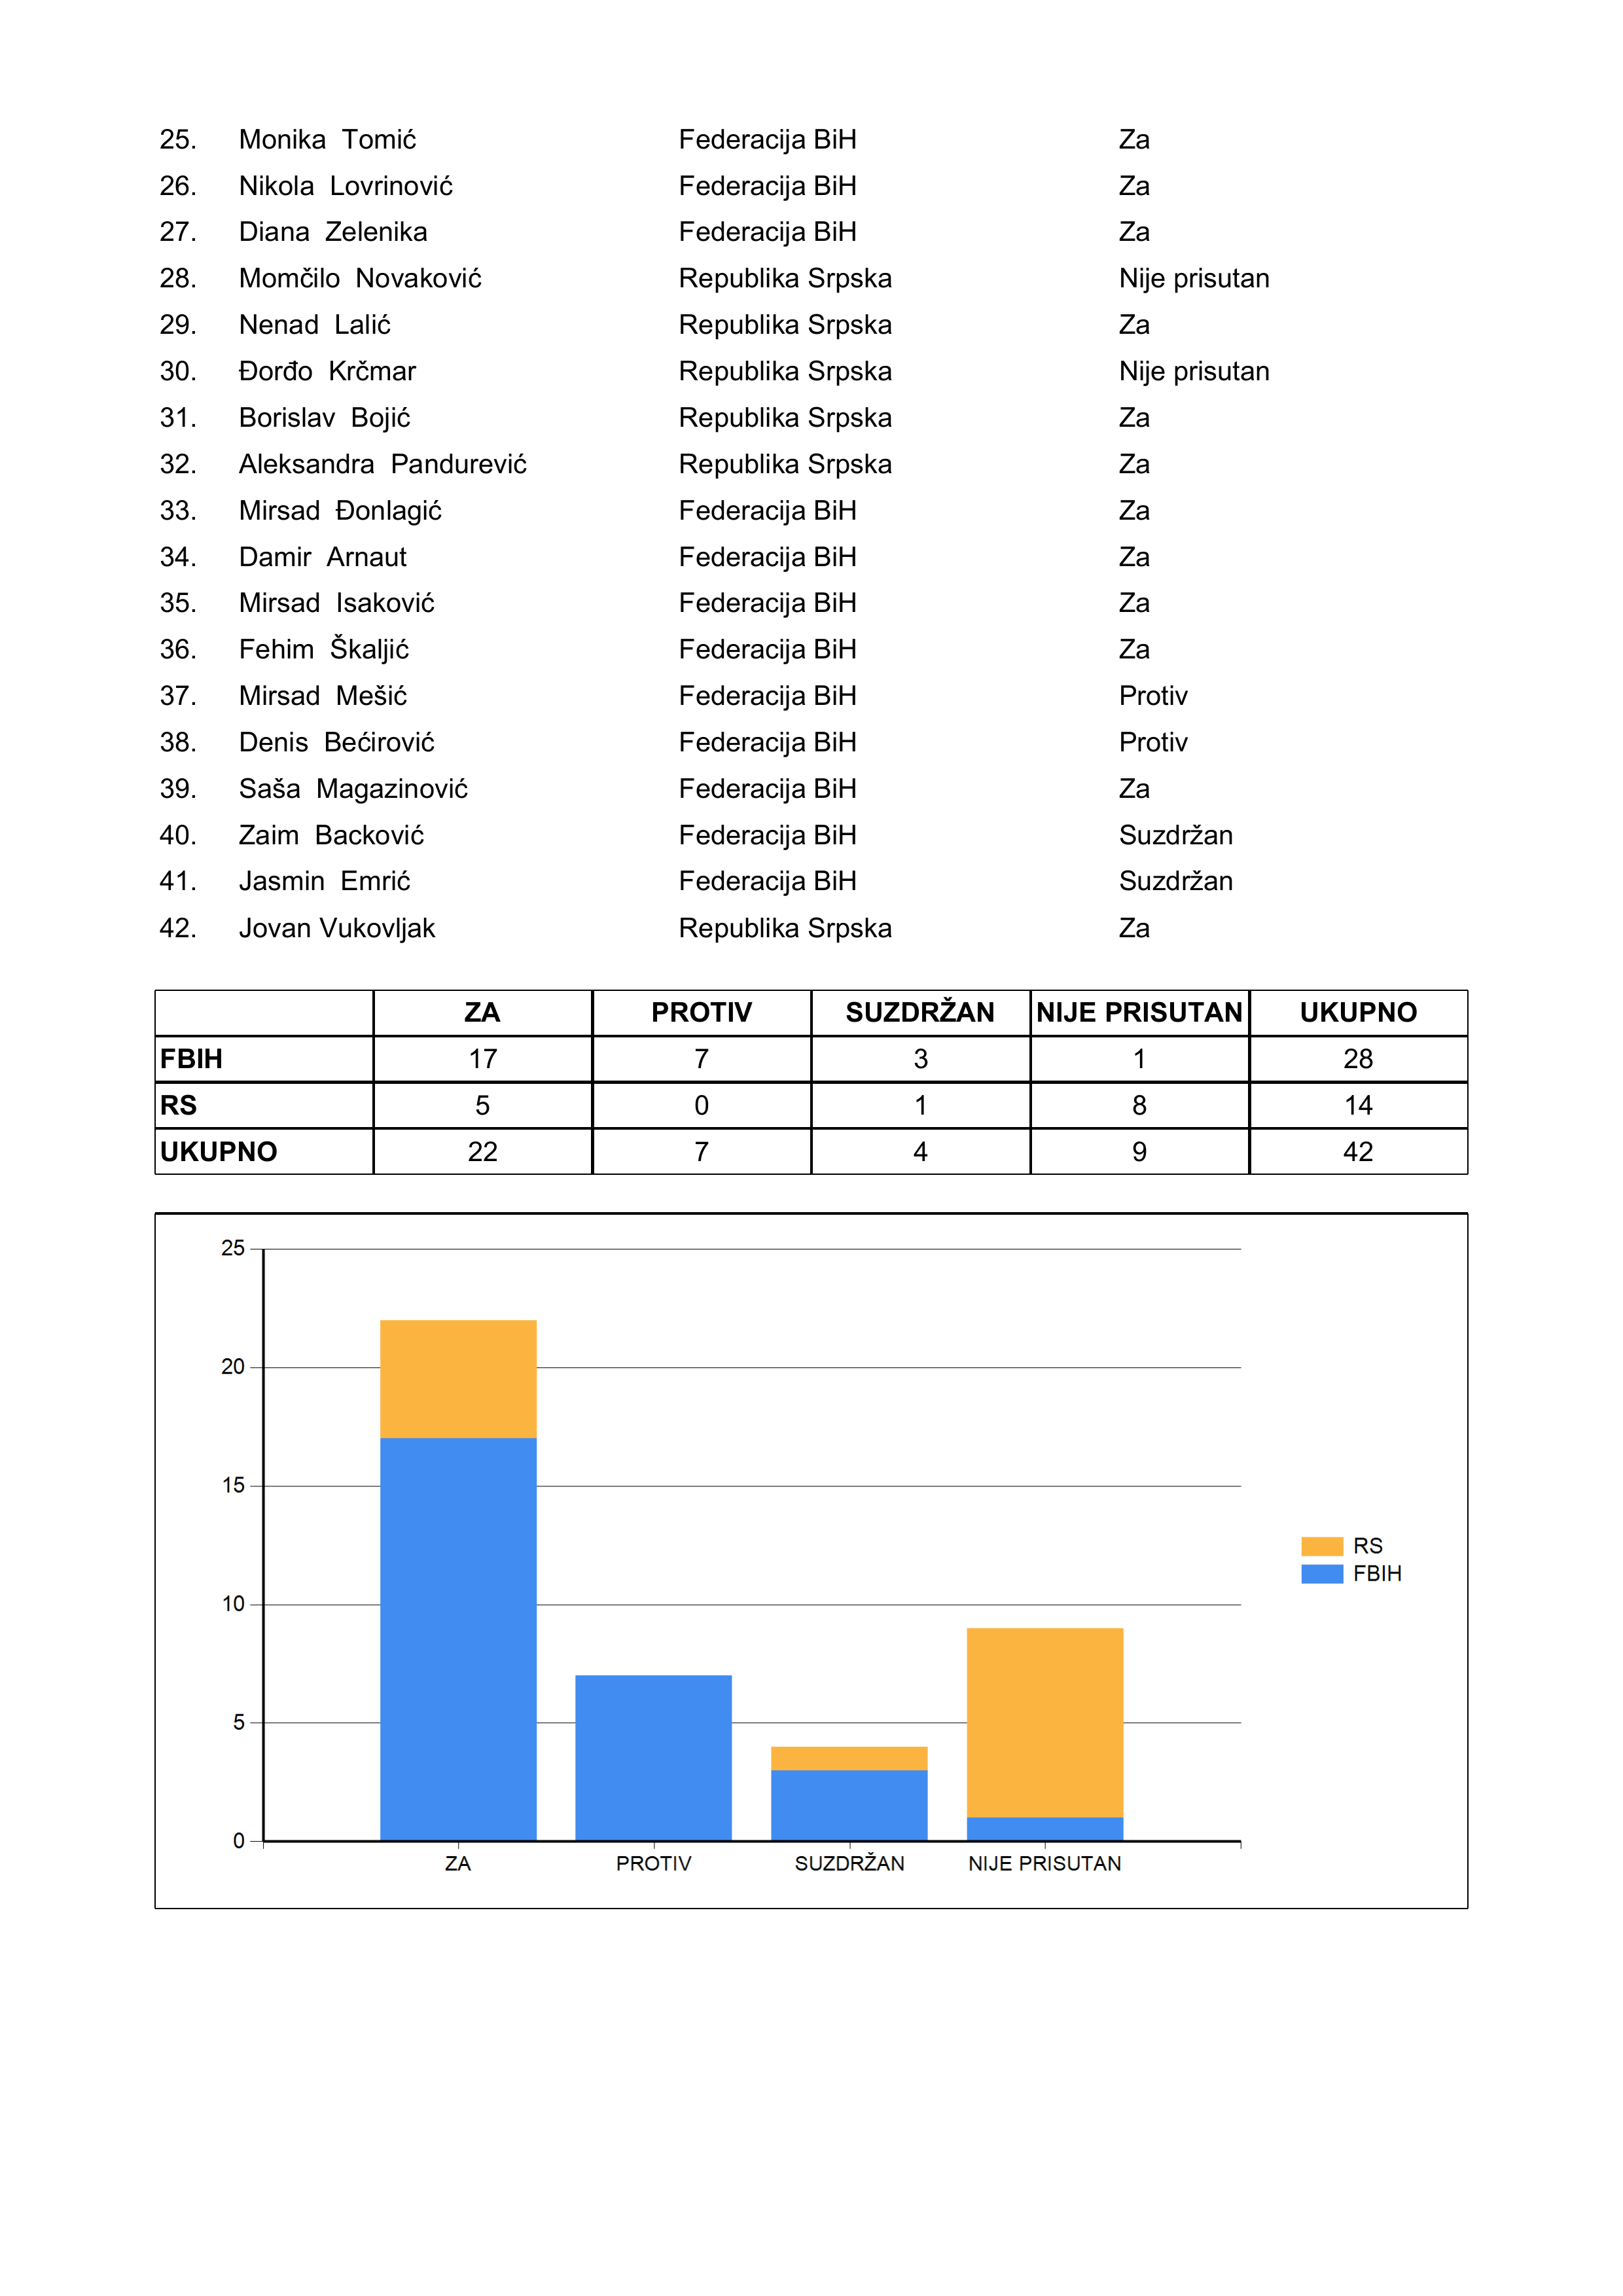 25. Monika Tomić Federacija BiH Za
26. Nikola Lovrinović Federacija BiH Za
27. Diana Zelenika Federacija BiH Za
28. Momčilo Novaković Republika Srpska Nije prisutan
29. Nenad Lalić Republika Srpska Za
30. Đorđo Krčmar Republika Srpska Nije prisutan
31. Borislav Bojić Republika Srpska Za
32. Aleksandra Pandurević Republika Srpska Za
33. Mirsad Đonlagić Federacija BiH Za
34. Damir Arnaut Federacija BiH Za
35. Mirsad Isaković Federacija BiH Za
36. Fehim Škaljić Federacija BiH Za
37. Mirsad Mešić Federacija BiH Protiv
38. Denis Bećirović Federacija BiH Protiv
39. Saša Magazinović Federacija BiH Za
40. Zaim Backović Federacija BiH Suzdržan
41. Jasmin Emrić Federacija BiH Suzdržan
42. Jovan Vukovljak Republika Srpska Za
ZA PROTIV SUZDRŽAN NIJE PRISUTAN UKUPNO
FBIH 17 7 3 1 28
RS 5 0 1 8 14
UKUPNO 22 7 4 9 42
25
20
15
10
5
0
ZA PROTIV SUZDRŽAN NIJE PRISUTAN
RS
FBIH